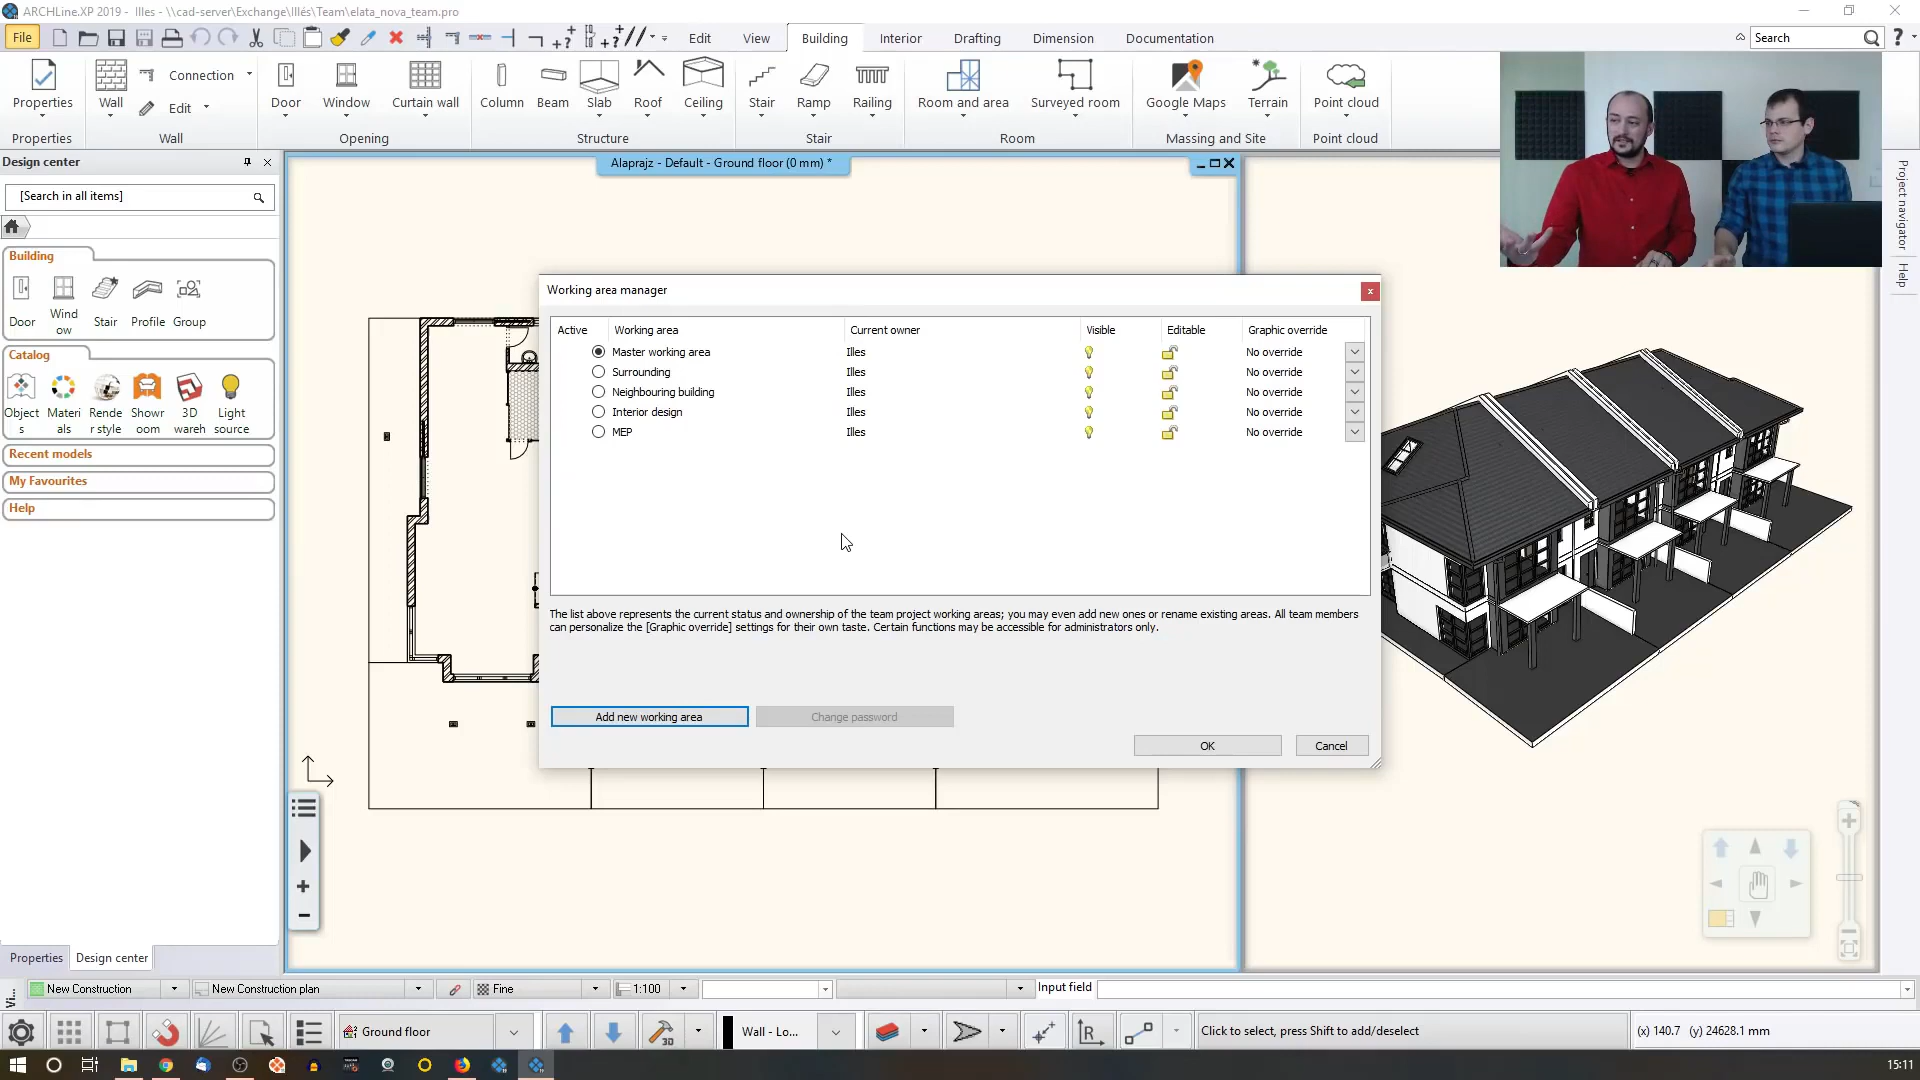 ARCHLine.XP 2019 - Illes - \\cad-server\Exchange\Illés\Team\elata_nova_team.pro
File
Edit
View
Building
Interior
Drafting
Dimension
Documentation
Search
?
Properties
Wall
Connection
Edit
Door
Window
Curtain wall
Column
Beam
Slab
Roof
Ceiling
Stair
Ramp
Railing
Room and area
Surveyed room
Google Maps
Terrain
Point cloud
Properties
Wall
Opening
Structure
Stair
Room
Massing and Site
Point cloud
Design center
[Search in all items]
Building
Door
Wind
ow
Stair
Profile
Group
Catalog
Object
s
Materi
als
Rende
r style
Showr
oom
3D
wareh
Light
source
Recent models
My Favourites
Help
Alaprajz - Default - Ground floor (0 mm) *
Project navigator
Help
Working area manager
Active Working area Current owner Visible Editable Graphic override
Master working area Illes No override
Surrounding Illes No override
Neighbouring building Illes No override
Interior design Illes No override
MEP Illes No override
The list above represents the current status and ownership of the team project working areas; you may even add new ones or rename existing areas. All team members
can personalize the [Graphic override] settings for their own taste. Certain functions may be accessible for administrators only.
Add new working area
Change password
OK
Cancel
Properties
Design center
Vi...
New Construction
New Construction plan
Fine
1:100
Input field
Ground floor
3D
Wall - Lo...
R
Click to select, press Shift to add/deselect
(x) 140.7 (y) 24628.1 mm
15:11